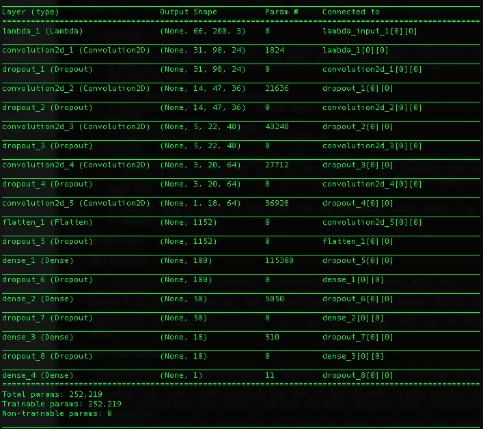 Layer (type) Output Shape Param # Connected to
lambda_1 (Lambda) (None, 66, 200, 3) 0 lambda_input_1[0][0]
convolution2d_1 (Convolution2D) (None, 31, 98, 24) 1824 lambda_1[0][0]
dropout_1 (Dropout) (None, 31, 98, 24) 0 convolution2d_1[0][0]
convolution2d_2 (Convolution2D) (None, 14, 47, 36) 21636 dropout_1[0][0]
dropout_2 (Dropout) (None, 14, 47, 36) 0 convolution2d_2[0][0]
convolution2d_3 (Convolution2D) (None, 5, 22, 48) 43248 dropout_2[0][0]
dropout_3 (Dropout) (None, 5, 22, 48) 0 convolution2d_3[0][0]
convolution2d_4 (Convolution2D) (None, 3, 20, 64) 27712 dropout_3[0][0]
dropout_4 (Dropout) (None, 3, 20, 64) 0 convolution2d_4[0][0]
convolution2d_5 (Convolution2D) (None, 1, 18, 64) 36928 dropout_4[0][0]
flatten_1 (Flatten) (None, 1152) 0 convolution2d_5[0][0]
dropout_5 (Dropout) (None, 1152) 0 flatten_1[0][0]
dense_1 (Dense) (None, 100) 115300 dropout_5[0][0]
dropout_6 (Dropout) (None, 100) 0 dense_1[0][0]
dense_2 (Dense) (None, 50) 5050 dropout_6[0][0]
dropout_7 (Dropout) (None, 50) 0 dense_2[0][0]
dense_3 (Dense) (None, 10) 510 dropout_7[0][0]
dropout_8 (Dropout) (None, 10) 0 dense_3[0][0]
dense_4 (Dense) (None, 1) 11 dropout_8[0][0]
Total params: 252,219
Trainable params: 252,219
Non-trainable params: 0